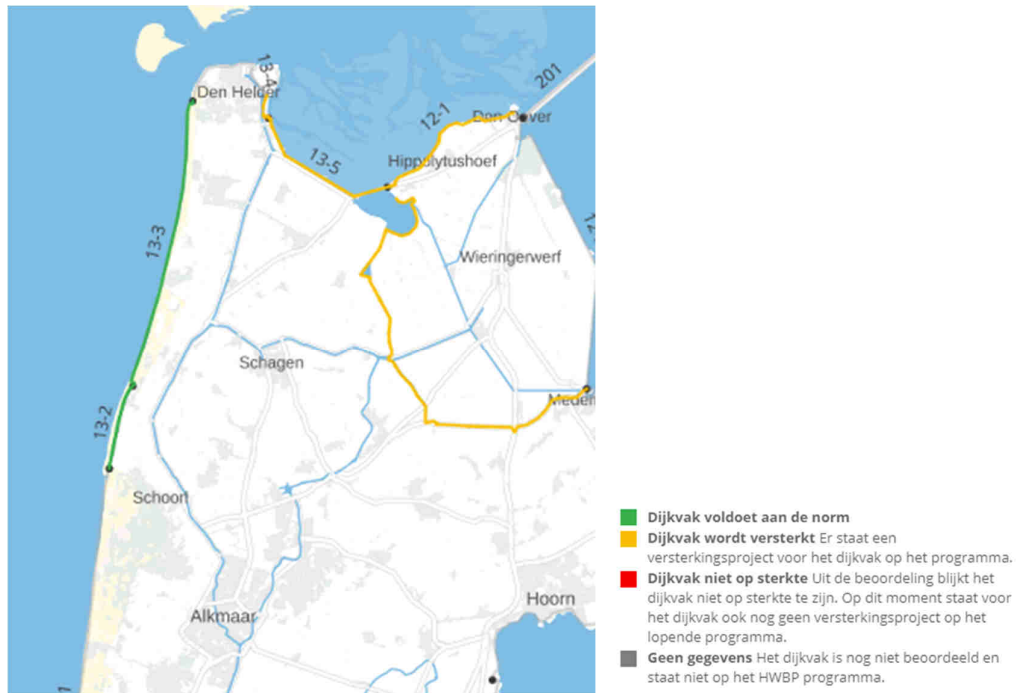 13-4
Den Helder
201
12-1
Den Oever
13-5
Hippolytushoef
13-3
Wieringerwerf
Schagen
13-2
Medem
Schoorl
Alkmaar
Hoorn
1
Dijkvak voldoet aan de norm
Dijkvak wordt versterkt Er staat een
versterkingsproject voor het dijkvak op het programma.
Dijkvak niet op sterkte Uit de beoordeling blijkt het
dijkvak niet op sterkte te zijn. Op dit moment staat voor
het dijkvak ook nog geen versterkingsproject op het
lopende programma.
Geen gegevens Het dijkvak is nog niet beoordeeld en
staat niet op het HWBP programma.